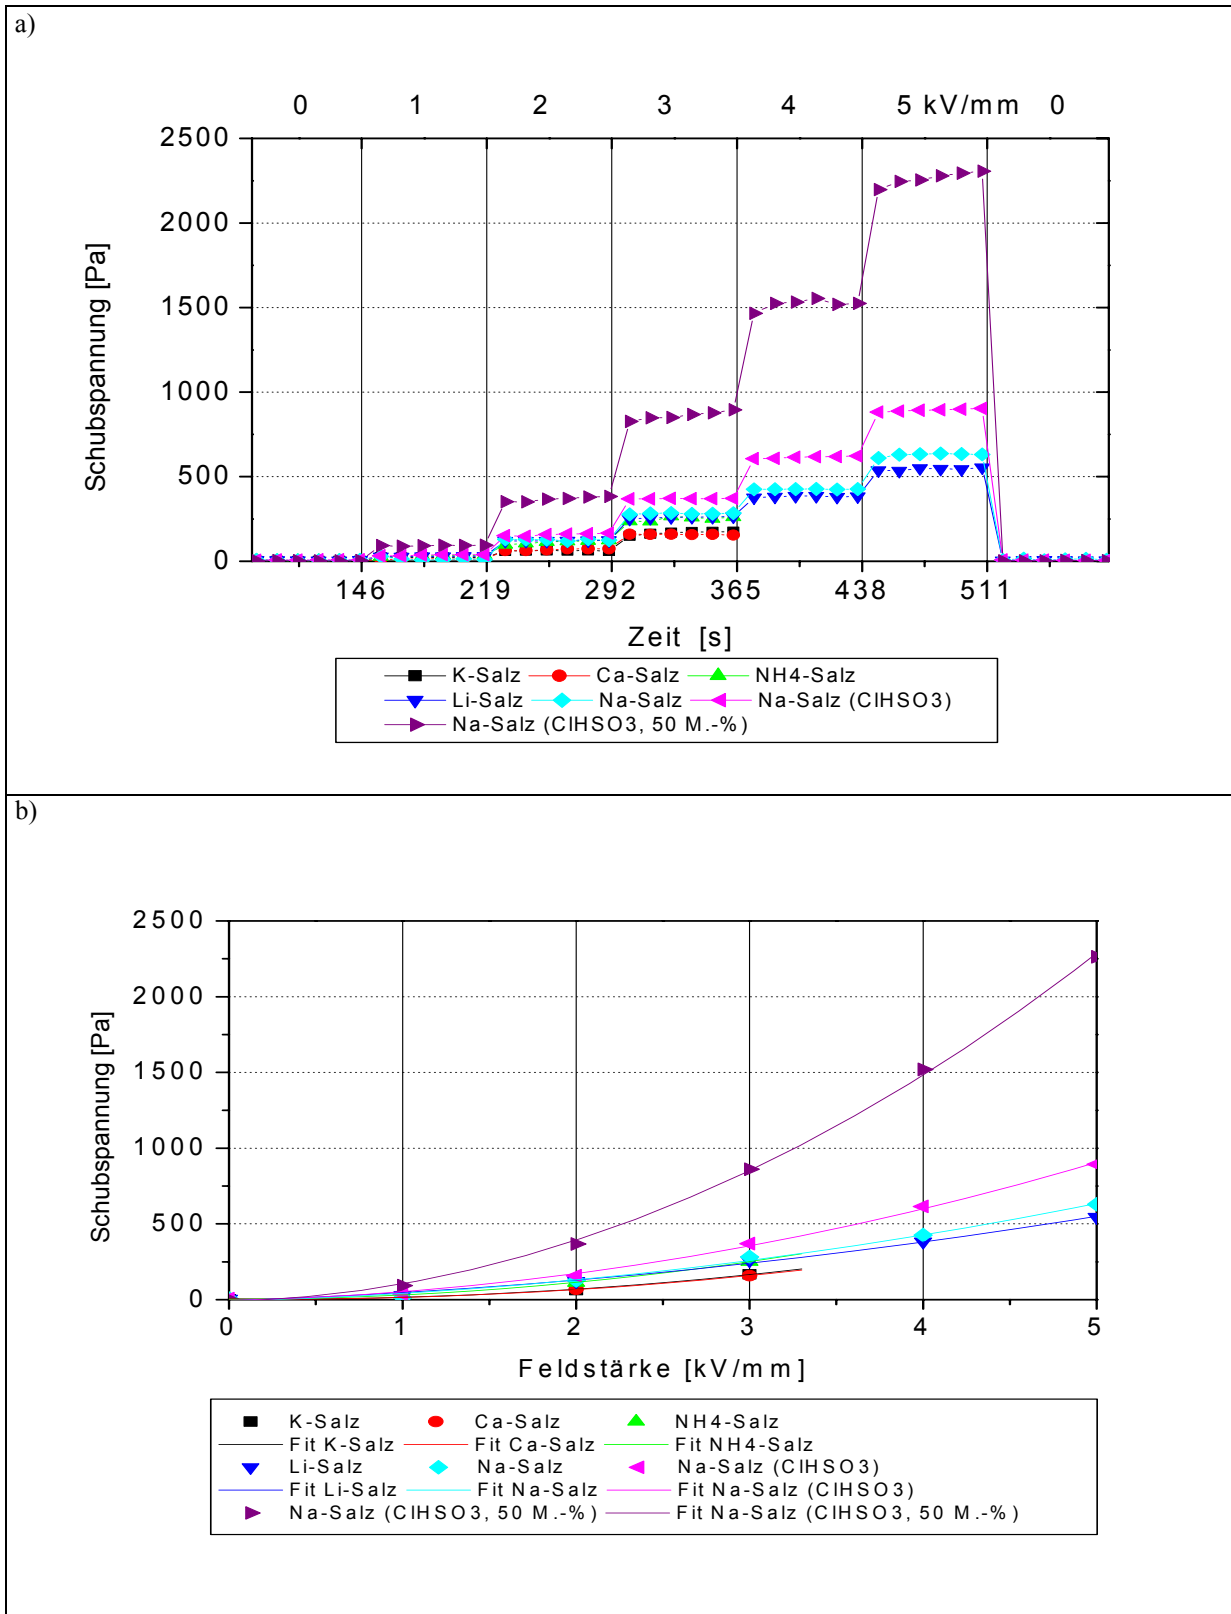 a)
0 1 2 3 4 5 kV/mm 0
2500
2000
1500
1000
500
0
Schubspannung [Pa]
146 219 292 365 438 511
Zeit [s]
K-Salz Ca-Salz NH4-Salz
Li-Salz Na-Salz Na-Salz (ClHSO3)
Na-Salz (ClHSO3, 50 M.-%)
b)
2500
2000
1500
1000
500
0
Schubspannung [Pa]
0 1 2 3 4 5
Feldstärke [kV/mm]
K-Salz Ca-Salz NH4-Salz
Fit K-Salz Fit Ca-Salz Fit NH4-Salz
Li-Salz Na-Salz Na-Salz (ClHSO3)
Fit Li-Salz Fit Na-Salz Fit Na-Salz (ClHSO3)
Na-Salz (ClHSO3, 50 M.-%) Fit Na-Salz (ClHSO3, 50 M.-%)